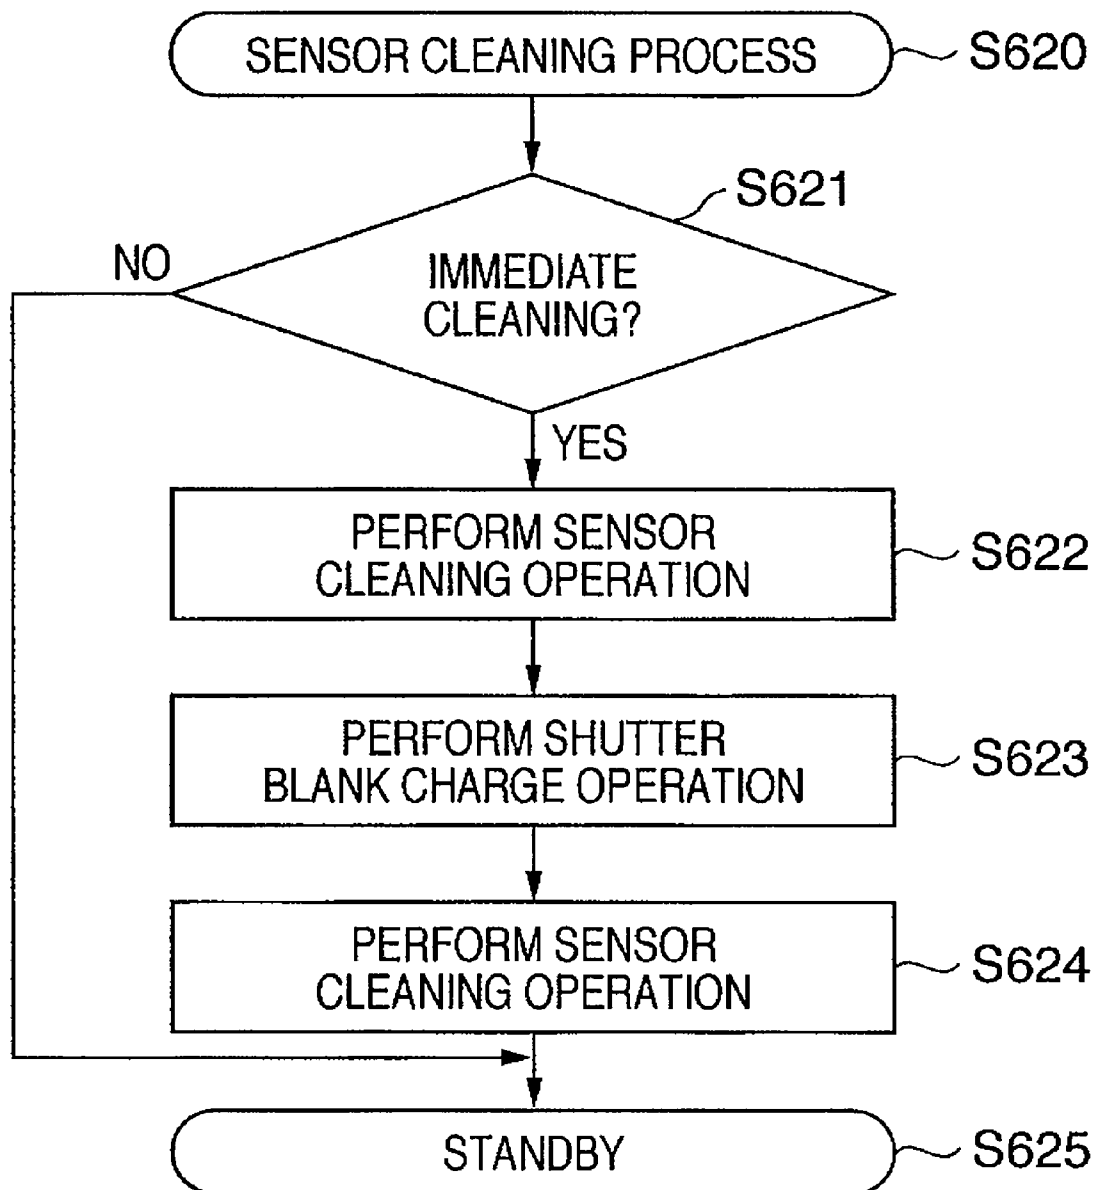 SENSOR CLEANING PROCESS
S620
S621
NO
IMMEDIATE
CLEANING?
YES
PERFORM SENSOR
CLEANING OPERATION
S622
PERFORM SHUTTER
BLANK CHARGE OPERATION
S623
PERFORM SENSOR
CLEANING OPERATION
S624
STANDBY
S625